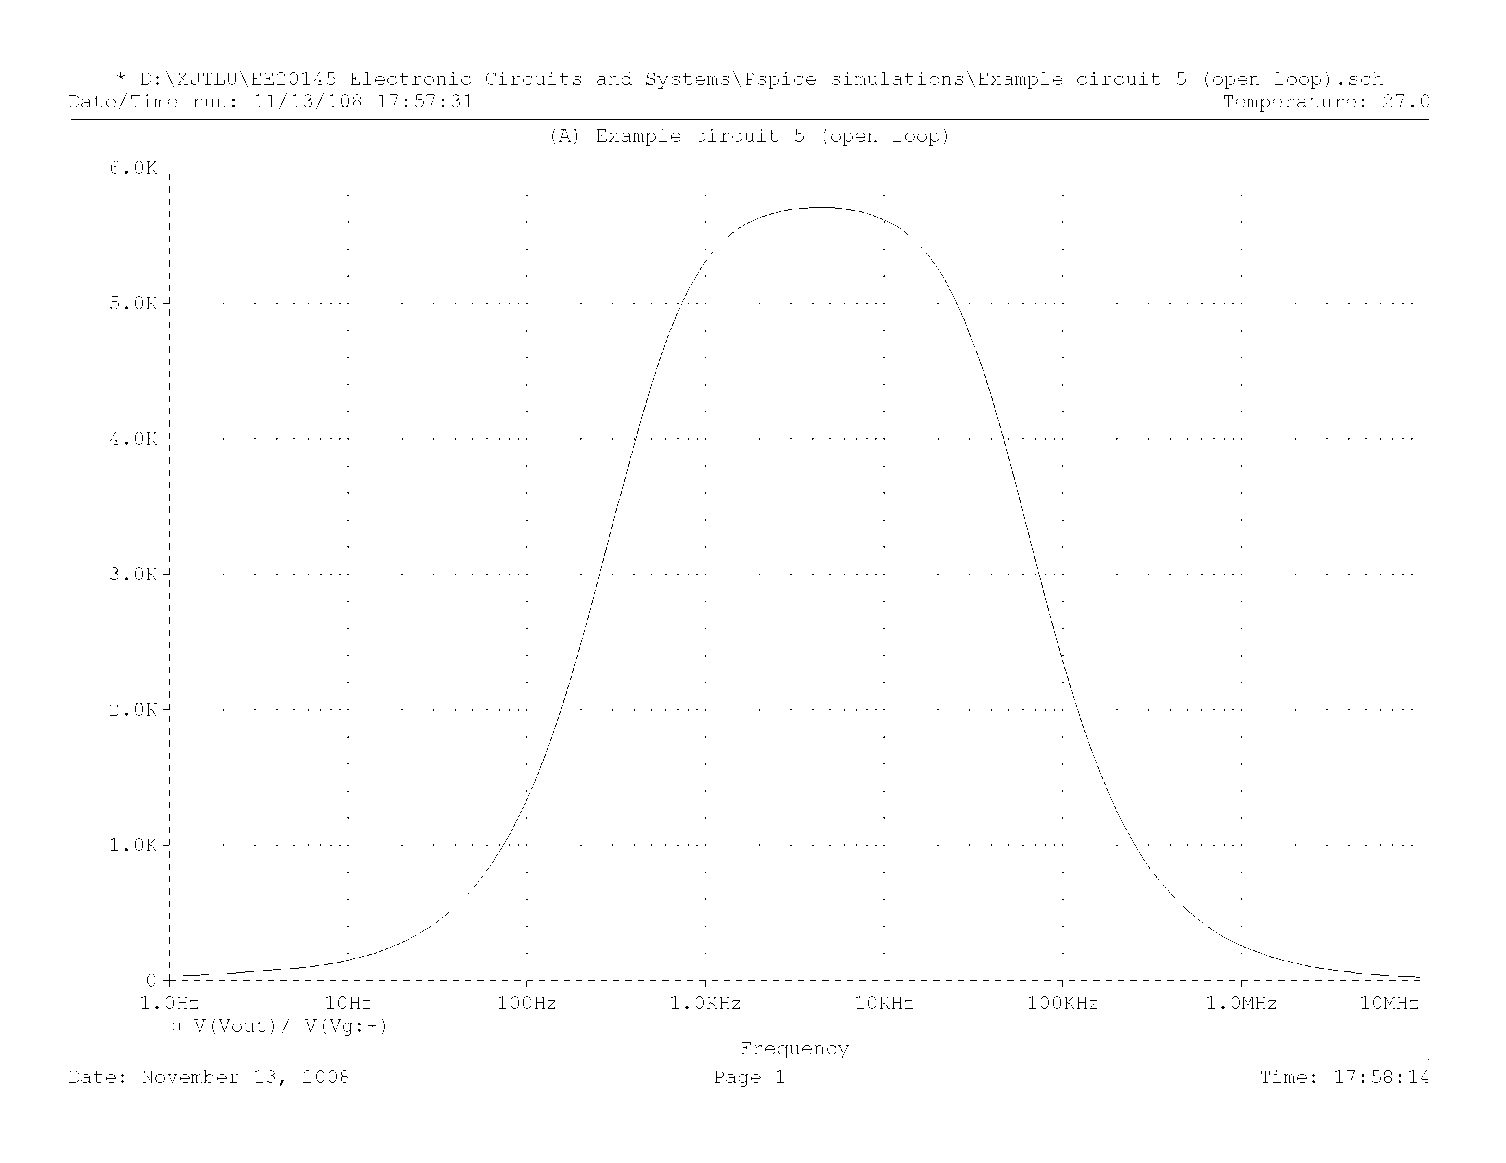 * D:\XJTLU\EE20145 Electronic Circuits and Systems\Pspice simulations\Example circuit 5 (open loop).sch
Date/Time run: 11/13/108 17:57:31 Temperature: 27.0
(A) Example circuit 5 (open loop)
6.0K
5.0K
4.0K
3.0K
2.0K
1.0K
0
1.0Hz 10Hz 100Hz 1.0KHz 10KHz 100KHz 1.0MHz 10MHz
V(Vout)/ V(Vg:+)
Frequency
Date: November 13, 2008 Page 1 Time: 17:58:14